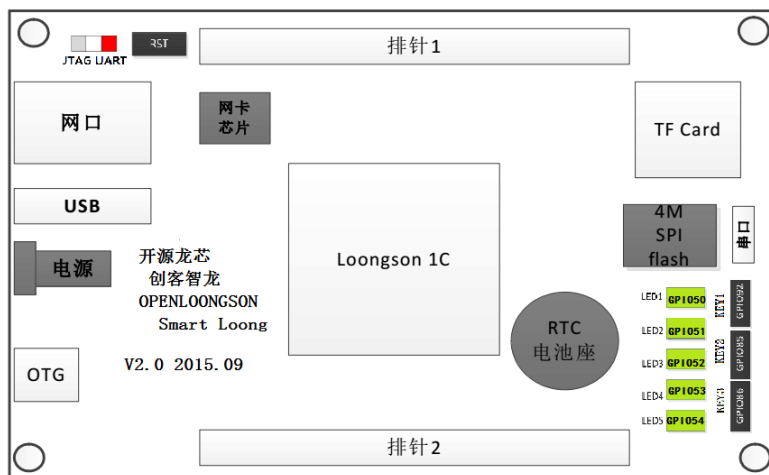 排针1
RST
JTAG UART
网口
网卡
芯片
TF Card
USB
4M
SPI
flash
串口
电源
开源龙芯
创客智龙
OPENLOONGSON
Smart Loong
V2.0 2015.09
Loongson 1C
RTC
电池座
LED1 GPIO50 KEY1 GPIO92
LED2 GPIO51
LED3 GPIO52 KEY2 GPIO85
LED4 GPIO53
LED5 GPIO54 KEY3 GPIO86
OTG
排针2